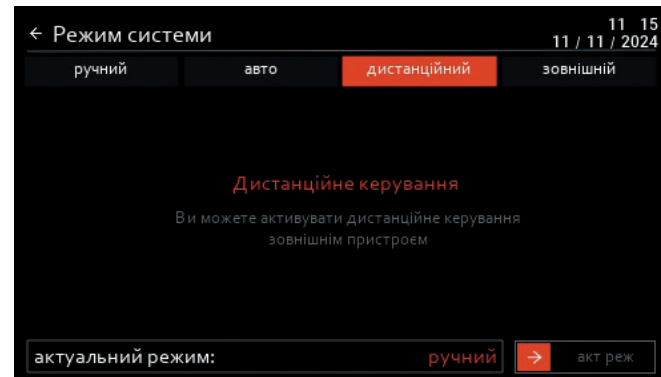 ← Режим системи
11 15
11 / 11 / 2024
ручний авто дистанційний зовнішній
Дистанційне керування
Ви можете активувати дистанційне керування
зовнішнім пристроєм
актуальний режим: ручний → акт реж